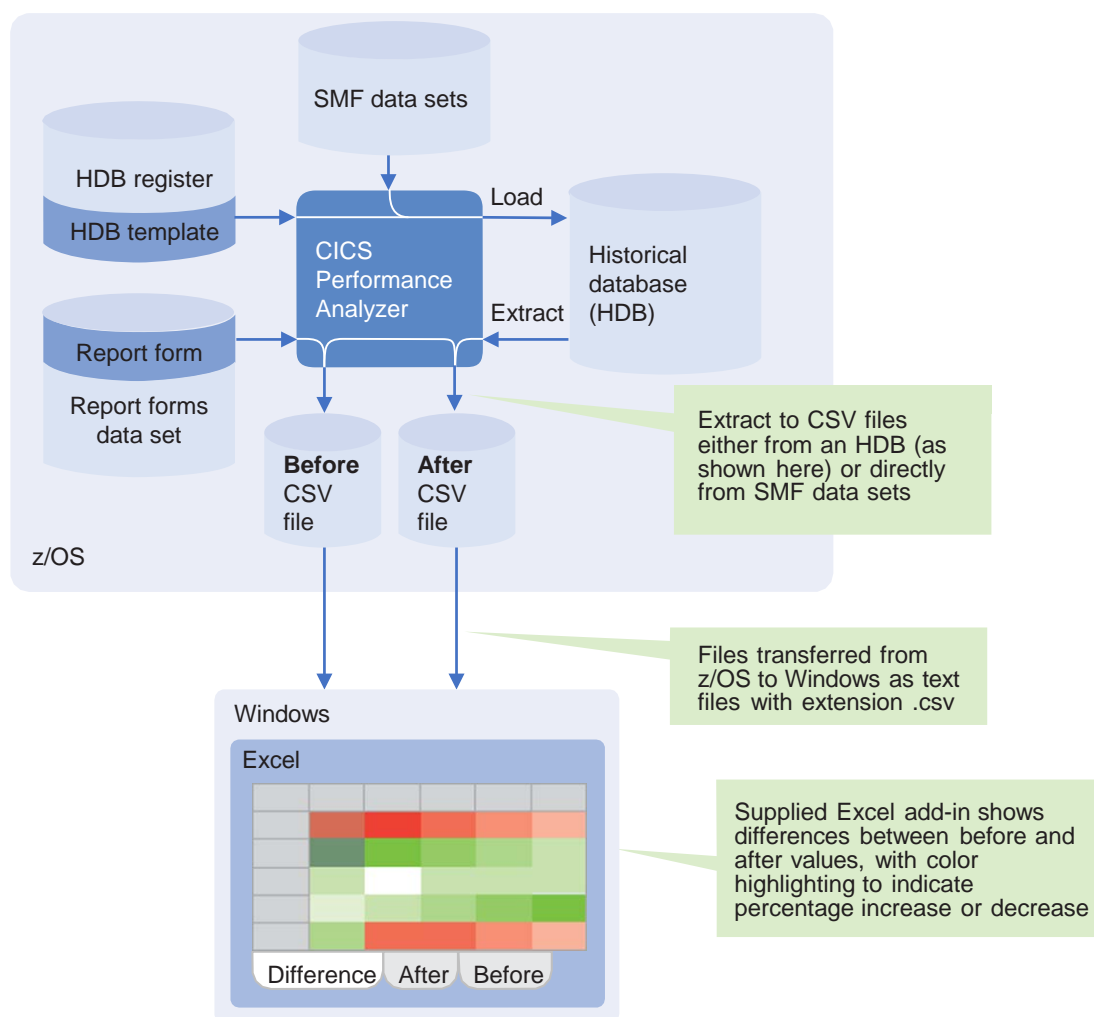 SMF data sets
HDB register
HDB template
Load
CICS
Performance
Analyzer
Historical
database
(HDB)
Extract
Report form
Report forms
data set
Before
CSV
file
After
CSV
file
Extract to CSV files
either from an HDB (as
shown here) or directly
from SMF data sets
z/OS
Files transferred from
z/OS to Windows as text
files with extension .csv
Windows
Excel
Supplied Excel add-in shows
differences between before and
after values, with color
highlighting to indicate
percentage increase or decrease
Difference
After
Before